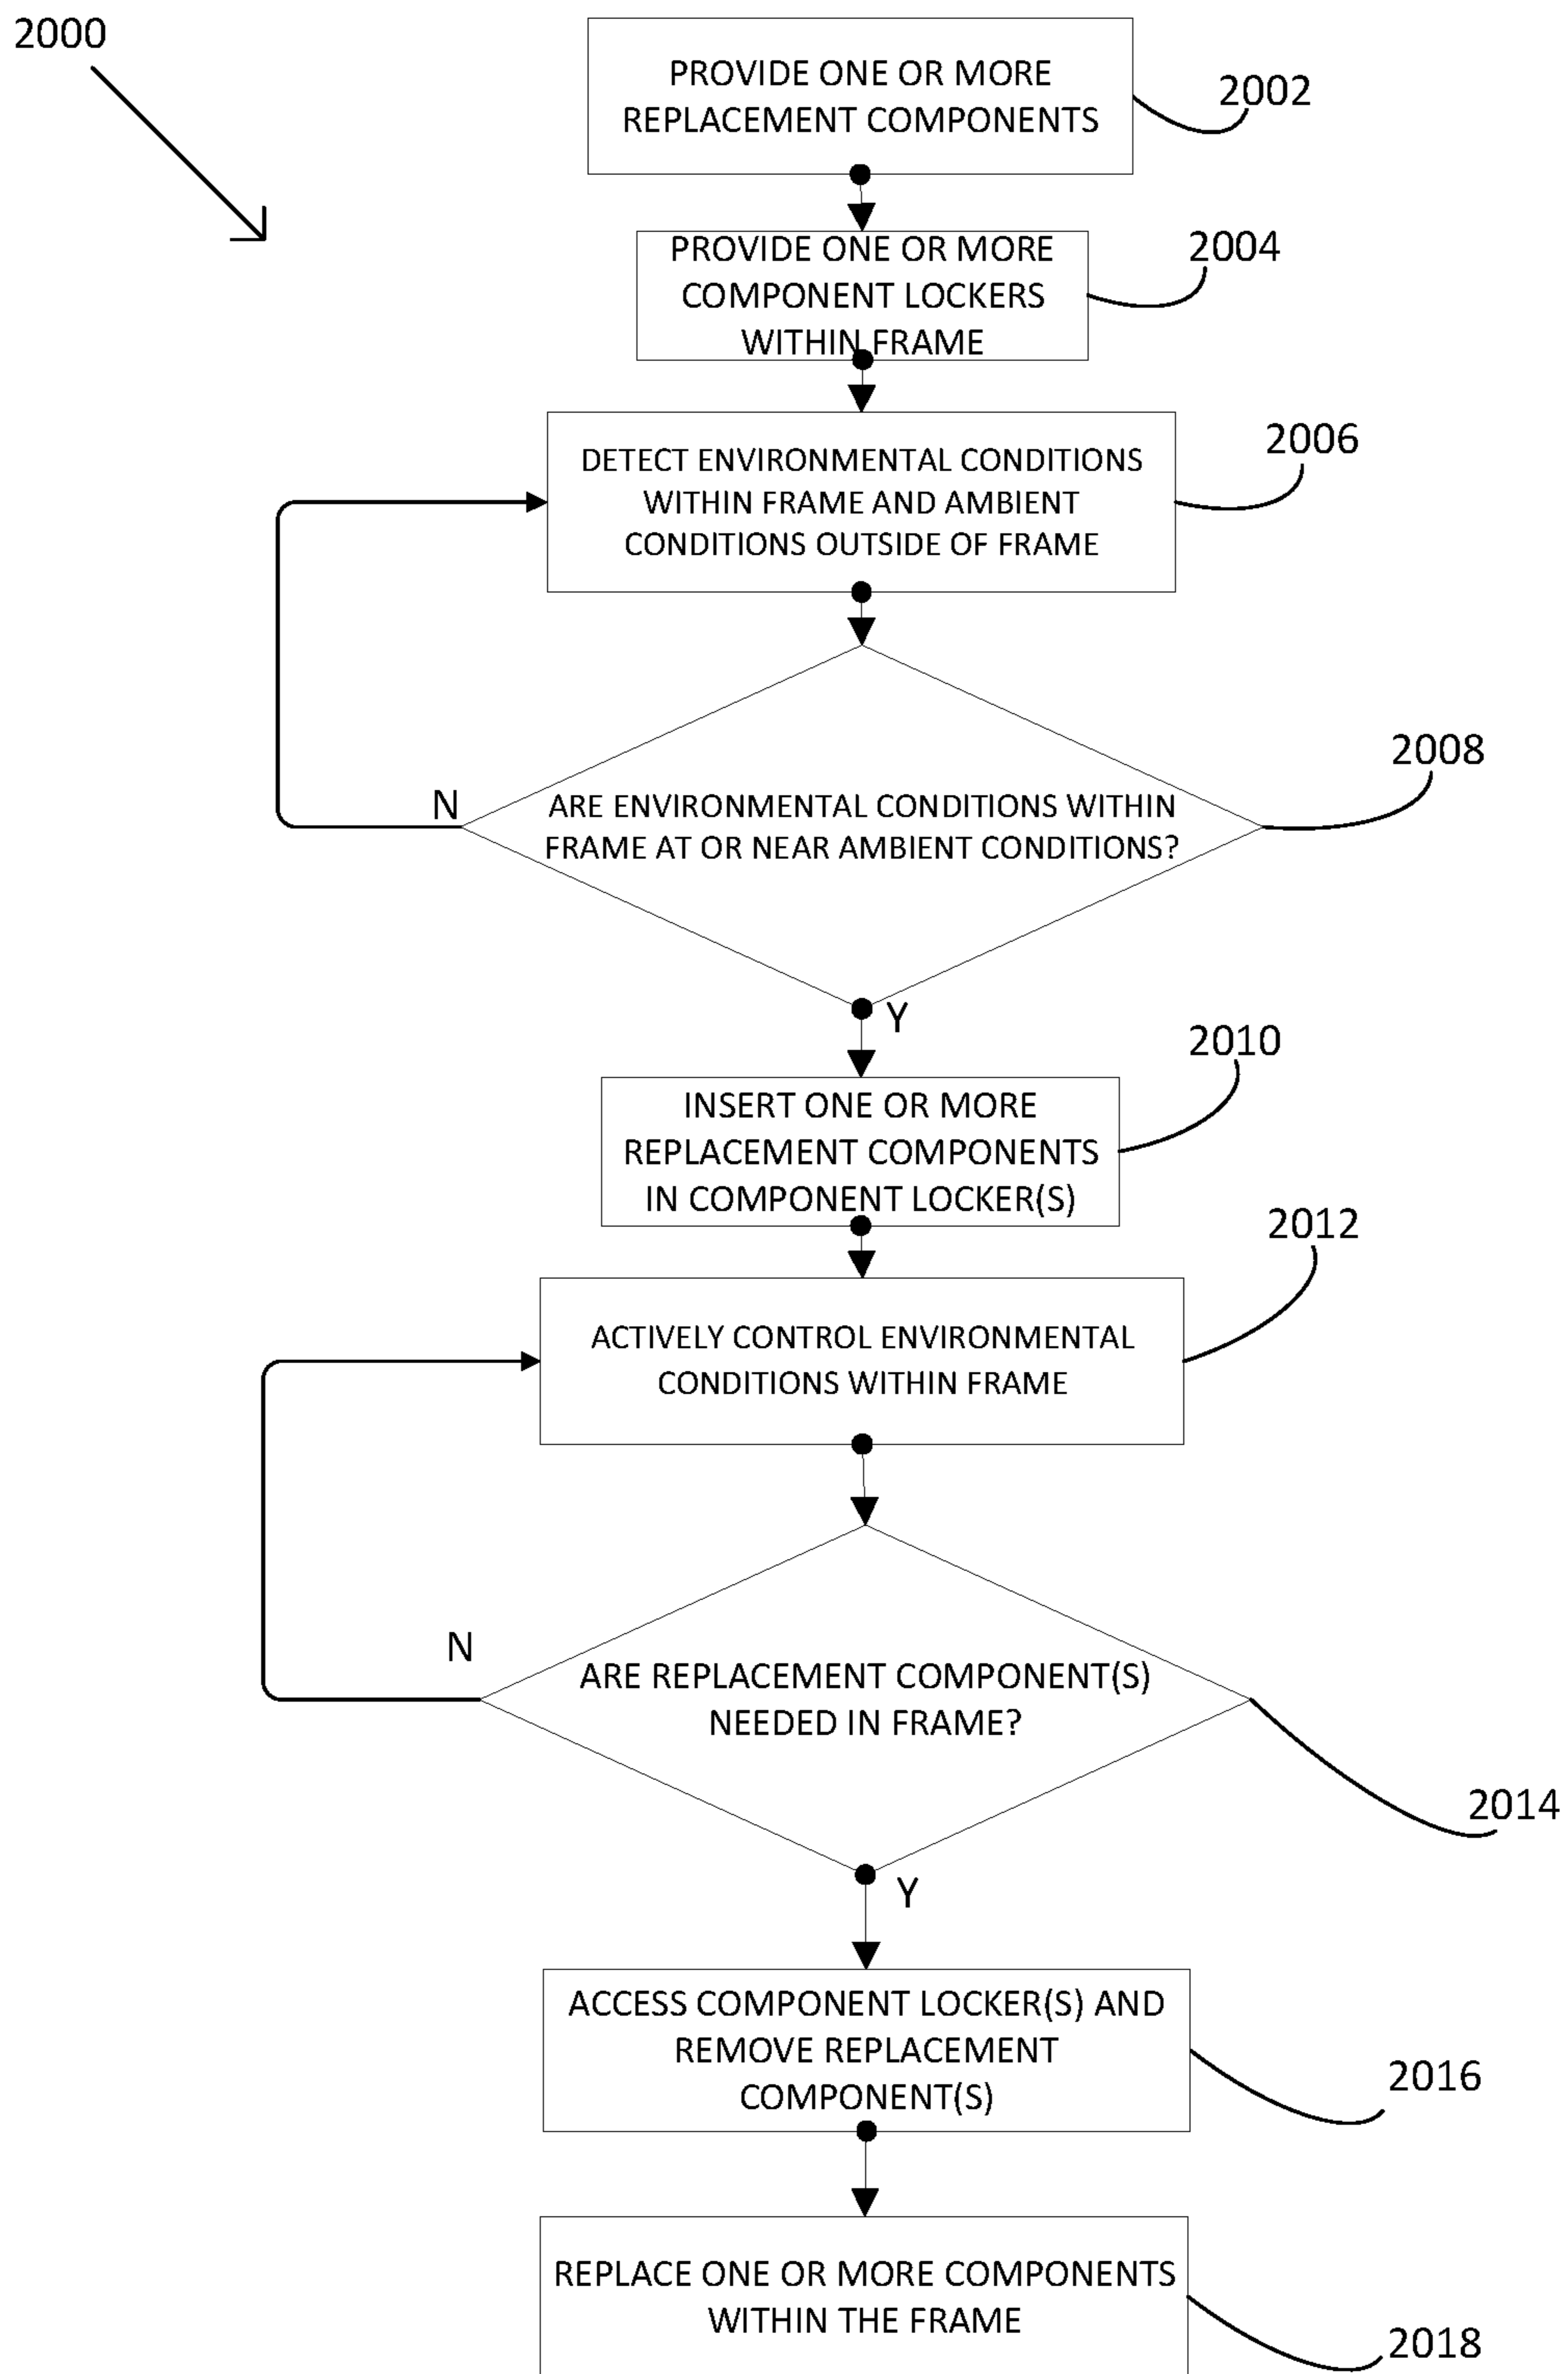 2000
PROVIDE ONE OR MORE
REPLACEMENT COMPONENTS
2002
PROVIDE ONE OR MORE
COMPONENT LOCKERS
WITHIN FRAME
2004
DETECT ENVIRONMENTAL CONDITIONS
WITHIN FRAME AND AMBIENT
CONDITIONS OUTSIDE OF FRAME
2006
ARE ENVIRONMENTAL CONDITIONS WITHIN
FRAME AT OR NEAR AMBIENT CONDITIONS?
2008
N
Y
INSERT ONE OR MORE
REPLACEMENT COMPONENTS
IN COMPONENT LOCKER(S)
2010
ACTIVELY CONTROL ENVIRONMENTAL
CONDITIONS WITHIN FRAME
2012
N
ARE REPLACEMENT COMPONENT(S)
NEEDED IN FRAME?
2014
Y
ACCESS COMPONENT LOCKER(S) AND
REMOVE REPLACEMENT
COMPONENT(S)
2016
REPLACE ONE OR MORE COMPONENTS
WITHIN THE FRAME
2018